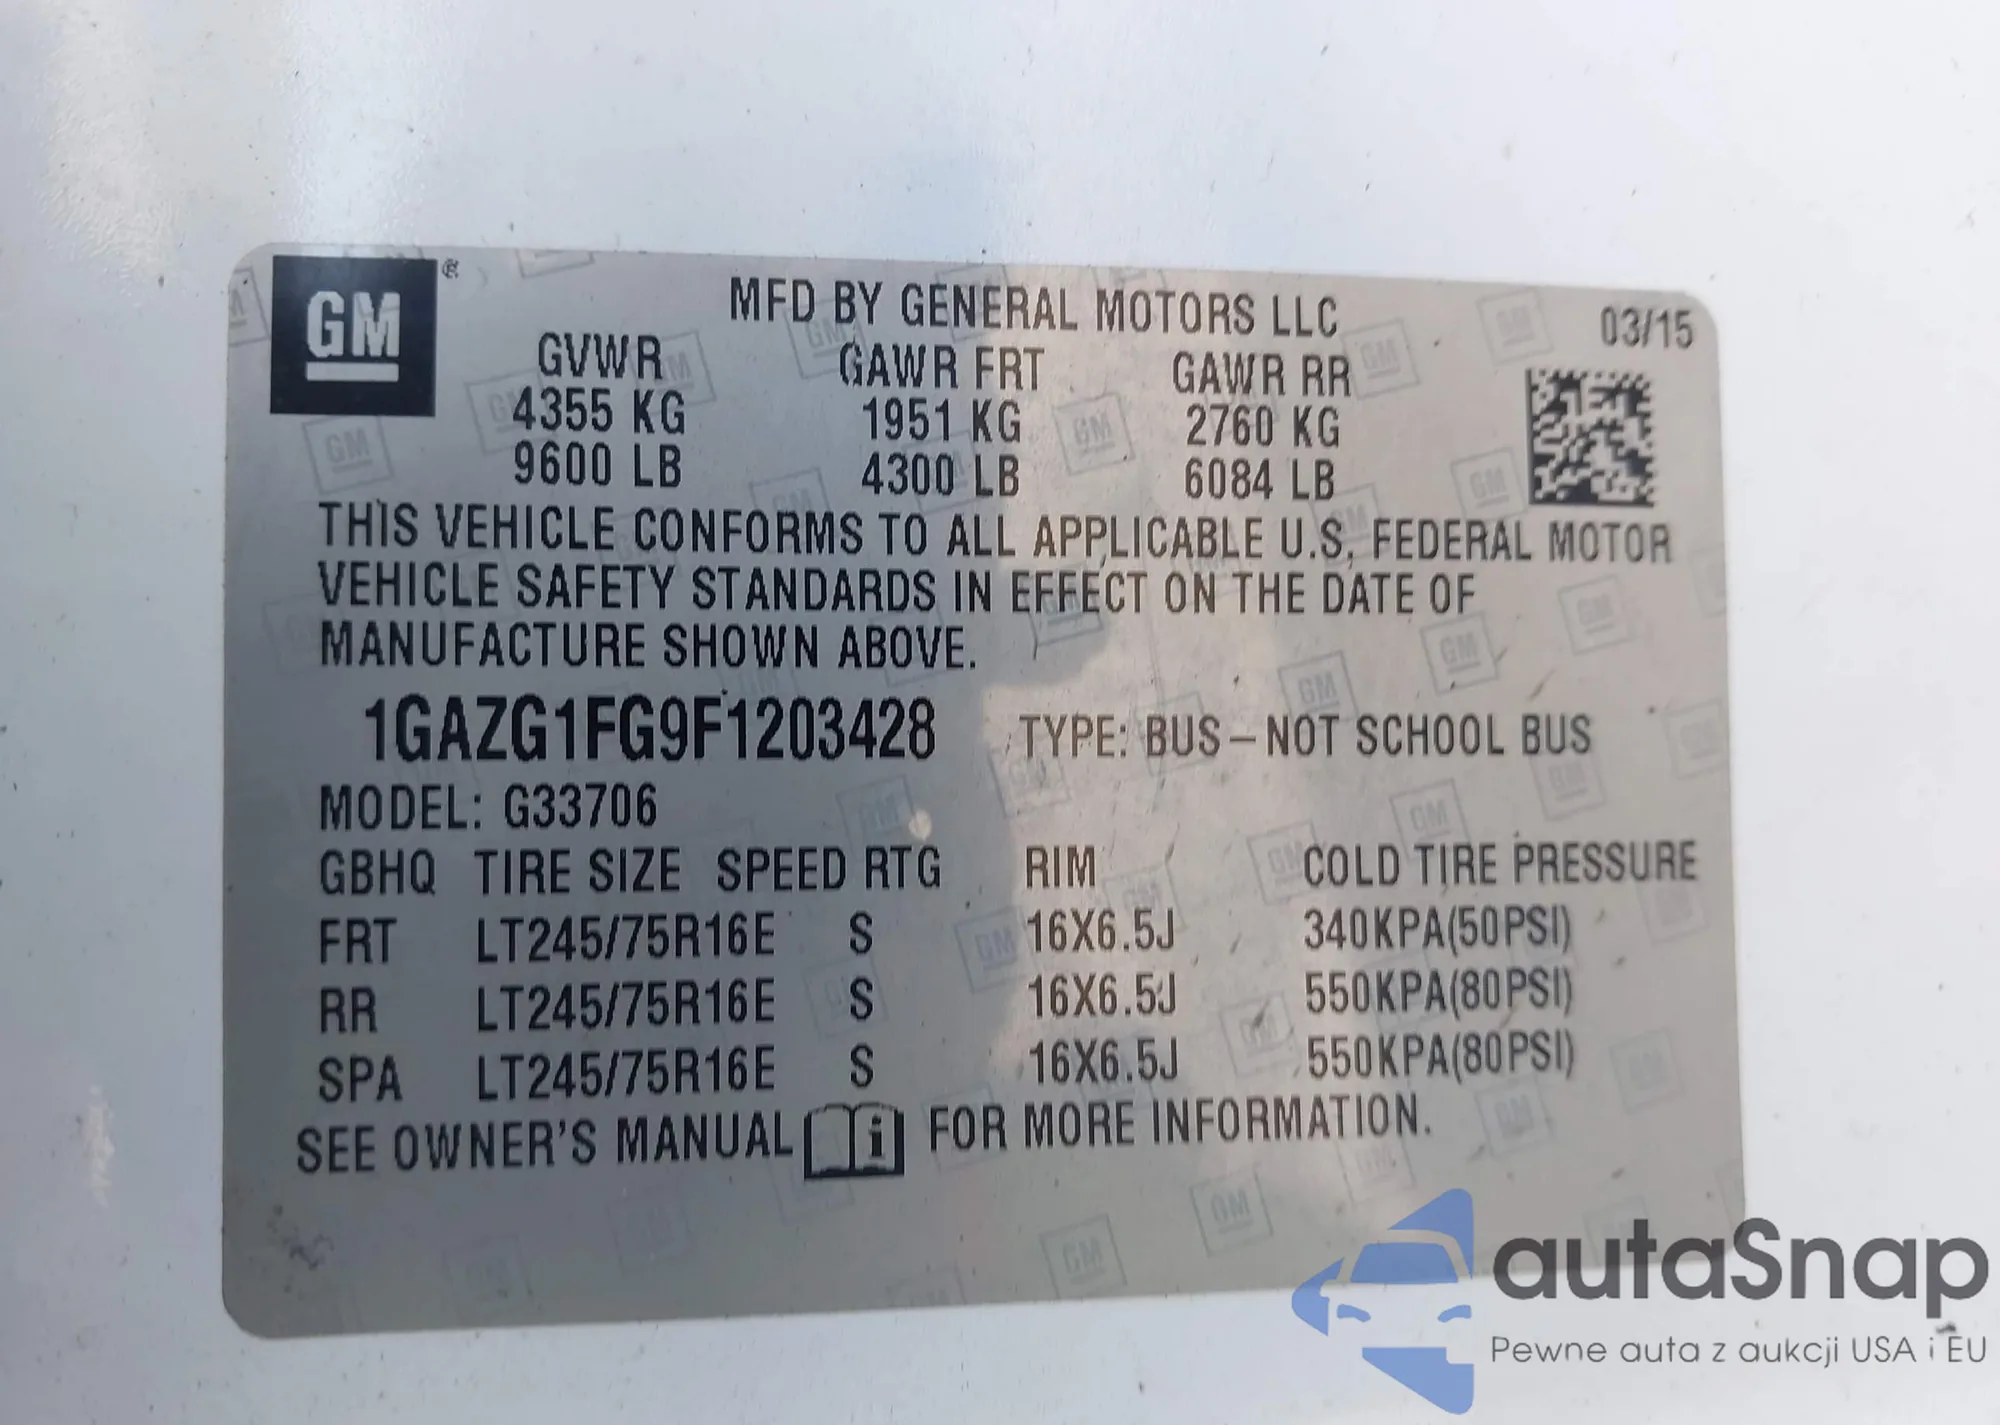 GM®
MFD BY GENERAL MOTORS LLC 03/15
GVWR GAWR FRT GAWR RR
4355 KG 1951 KG 2760 KG
9600 LB 4300 LB 6084 LB
THIS VEHICLE CONFORMS TO ALL APPLICABLE U.S. FEDERAL MOTOR
VEHICLE SAFETY STANDARDS IN EFFECT ON THE DATE OF
MANUFACTURE SHOWN ABOVE.
1GAZG1FG9F1203428 TYPE: BUS – NOT SCHOOL BUS
MODEL: G33706
GBHQ TIRE SIZE SPEED RTG RIM COLD TIRE PRESSURE
FRT LT245/75R16E S 16X6.5J 340KPA(50PSI)
RR LT245/75R16E S 16X6.5J 550KPA(80PSI)
SPA LT245/75R16E S 16X6.5J 550KPA(80PSI)
SEE OWNER'S MANUAL i FOR MORE INFORMATION.
autaSnap
Pewne auta z aukcji USA i EU